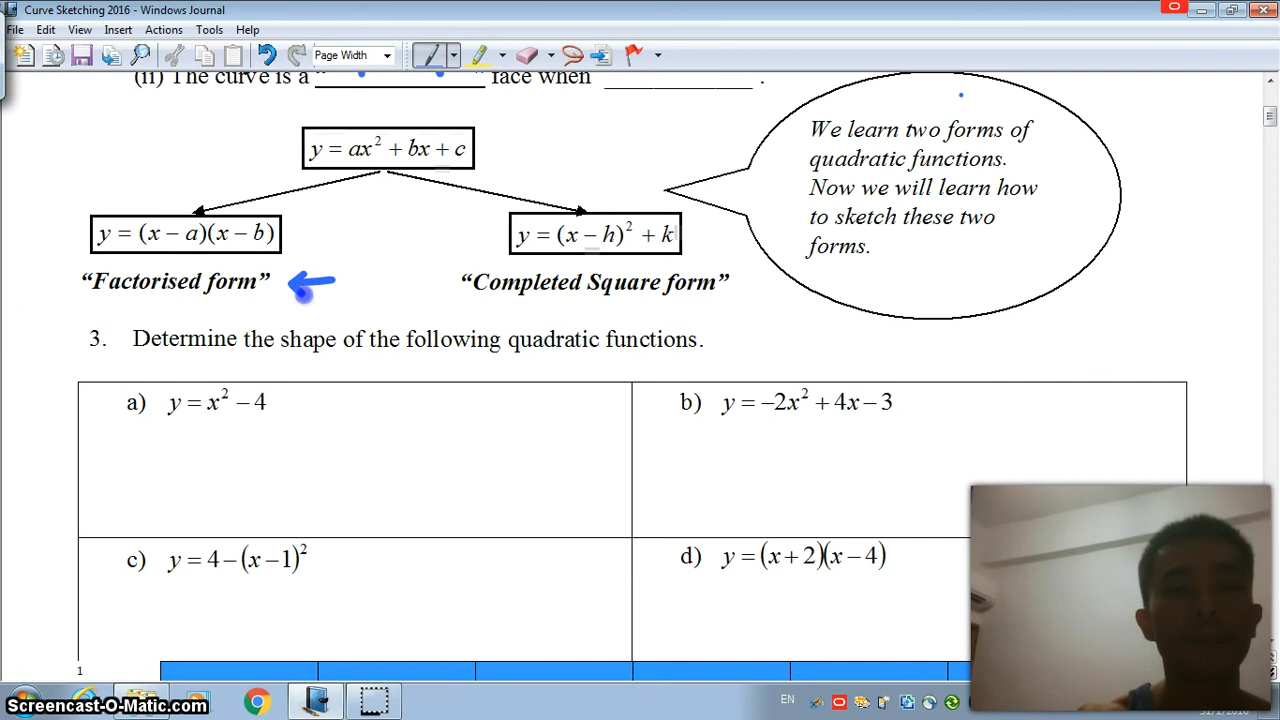 Curve Sketching 2016 - Windows Journal
File Edit View Insert Actions Tools Help
Page Width
(ii) The curve is a " " face when .
y = ax² + bx + c
y = (x − a)(x − b)
y = (x − h)² + k
"Factorised form"
"Completed Square form"
We learn two forms of
quadratic functions.
Now we will learn how
to sketch these two
forms.
3. Determine the shape of the following quadratic functions.
a) y = x² − 4
b) y = −2x² + 4x − 3
c) y = 4 − (x − 1)²
d) y = (x + 2)(x − 4)
1
EN
Screencast-O-Matic.com